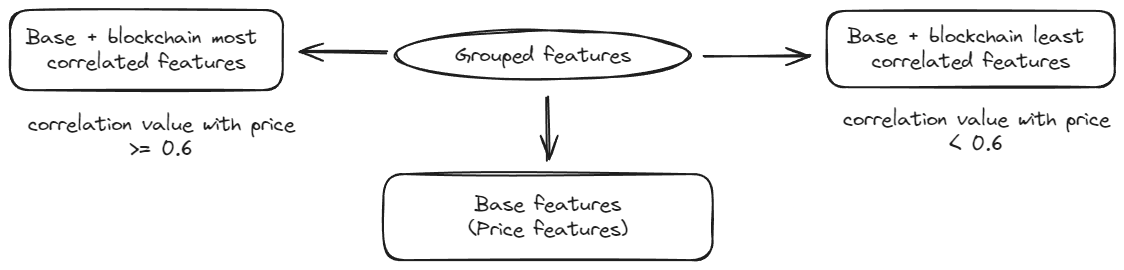 Base + blockchain most
correlated features
correlation value with price
>= 0.6
Grouped features
Base features
(Price features)
Base + blockchain least
correlated features
correlation value with price
< 0.6